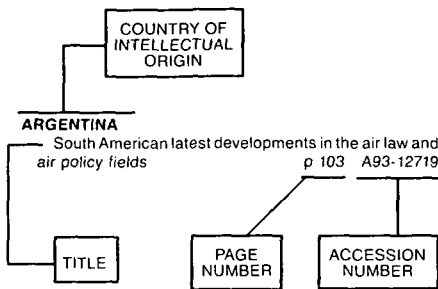 COUNTRY OF
INTELLECTUAL
ORIGIN
ARGENTINA
South American latest developments in the air law and
air policy fields p 103 A93-12719
TITLE
PAGE
NUMBER
ACCESSION
NUMBER